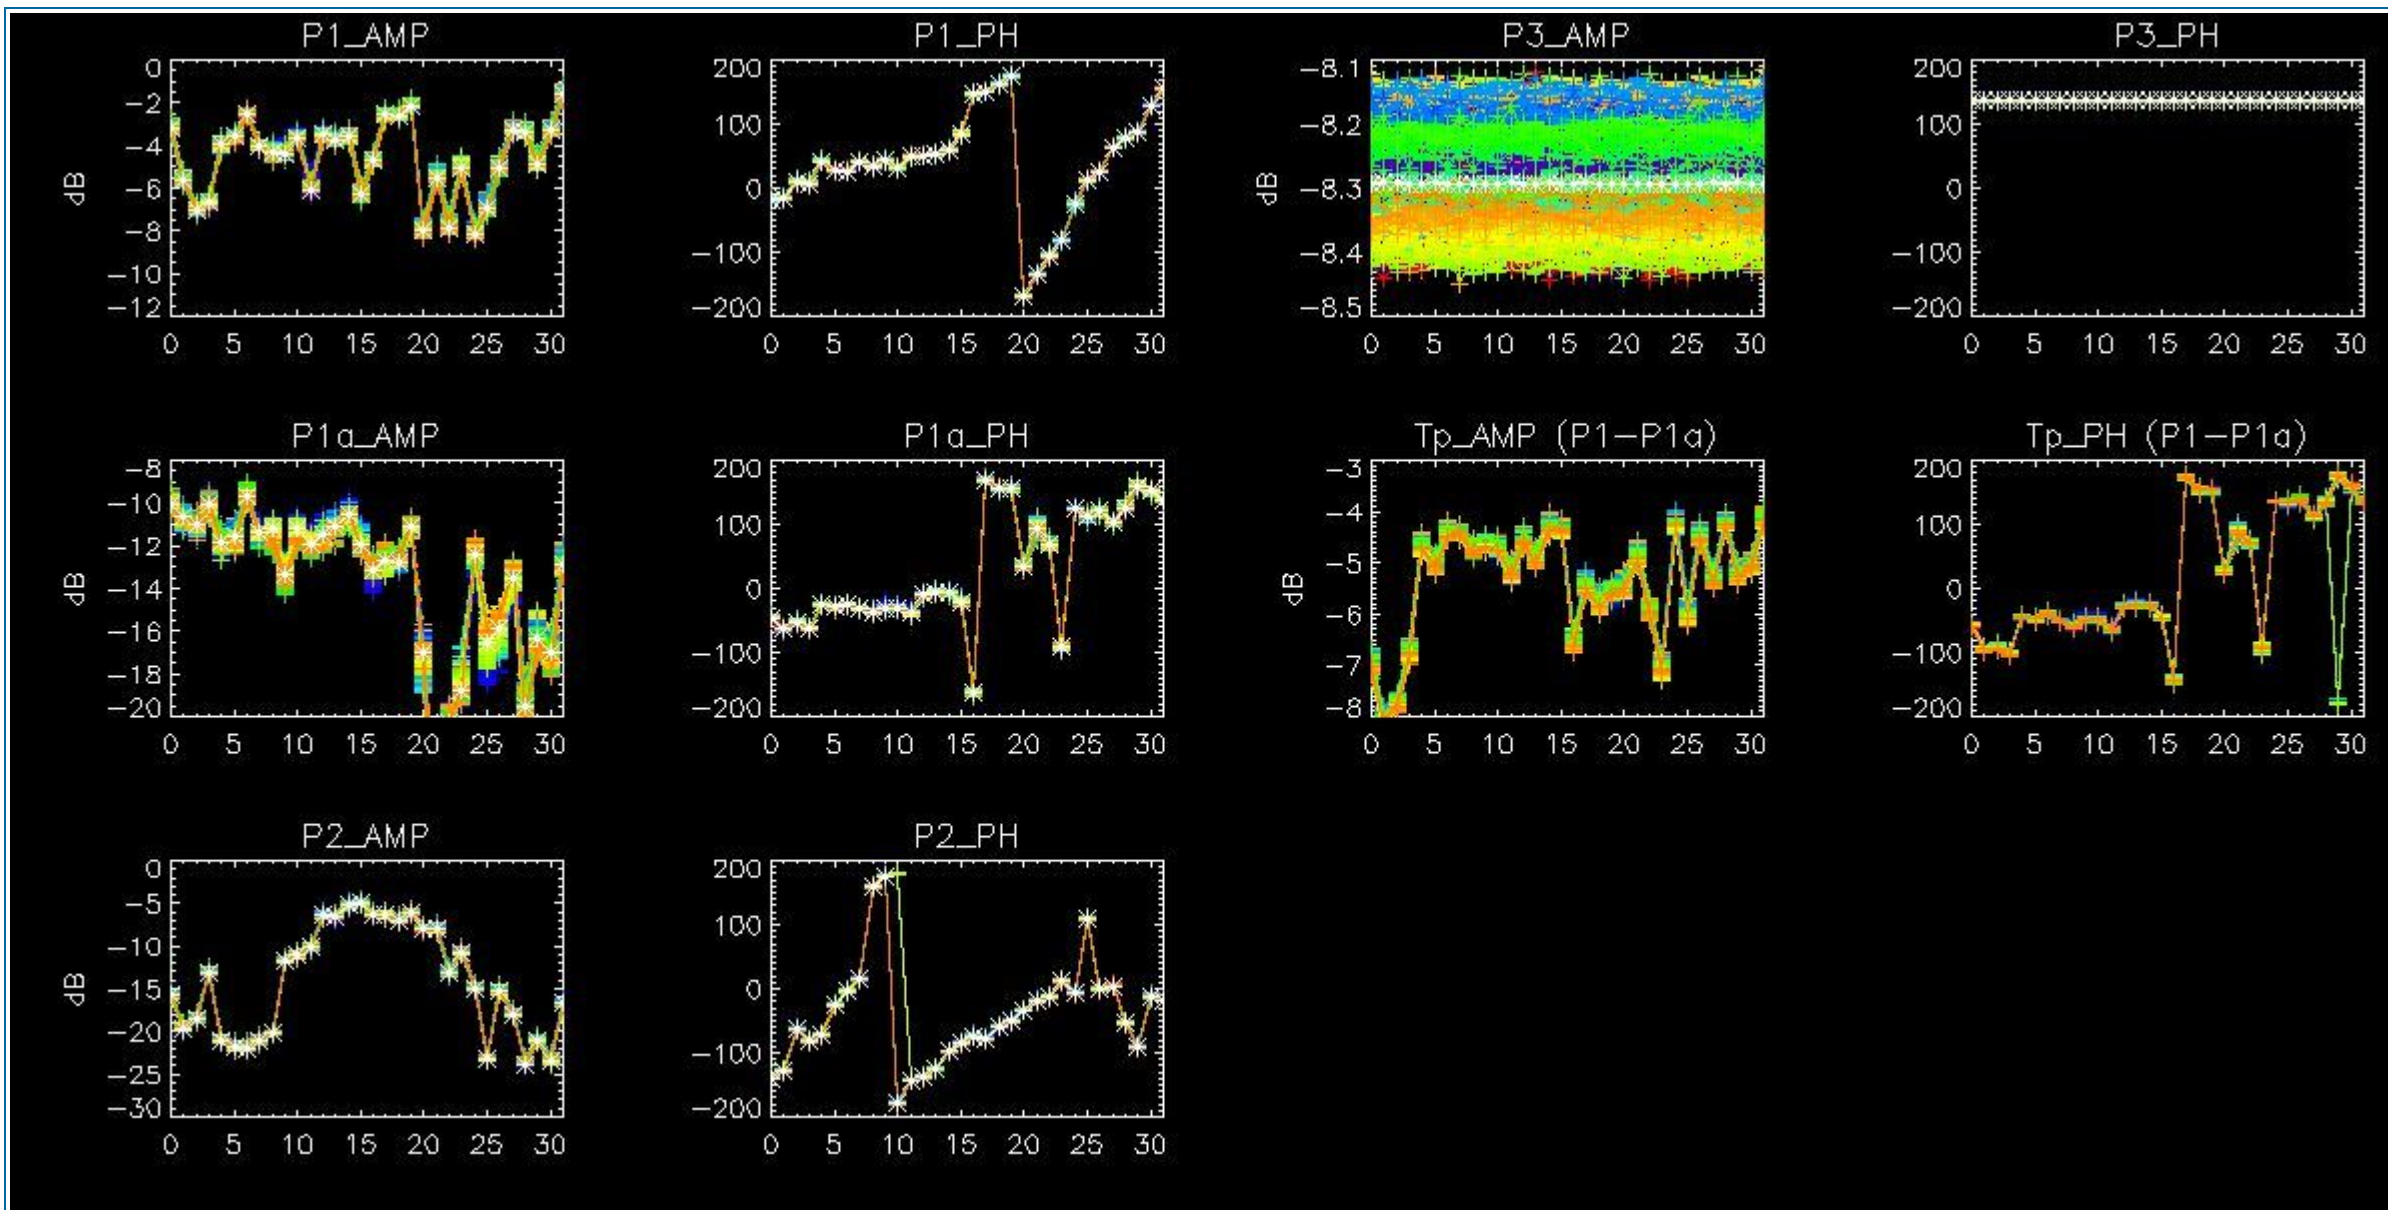 P1_AMP P1_PH P3_AMP P3_PH
0 200 -8.1 200
-2
100 -8.2 100
-4
dB -6 0 dB -8.3 0
-8
-100 -8.4 -100
-10
-12 -200 -8.5 -200
0 5 10 15 20 25 30 0 5 10 15 20 25 30 0 5 10 15 20 25 30 0 5 10 15 20 25 30
P1a_AMP P1a_PH Tp_AMP (P1-P1a) Tp_PH (P1-P1a)
-8 200 -3 200
-10 -4
100 100
-12 -5
dB -14 0 dB 0
-16 -6
-100 -100
-18 -7
-20 -200 -8 -200
0 5 10 15 20 25 30 0 5 10 15 20 25 30 0 5 10 15 20 25 30 0 5 10 15 20 25 30
P2_AMP P2_PH
0 200
-5
100
-10
dB -15 0
-20
-100
-25
-30 -200
0 5 10 15 20 25 30 0 5 10 15 20 25 30